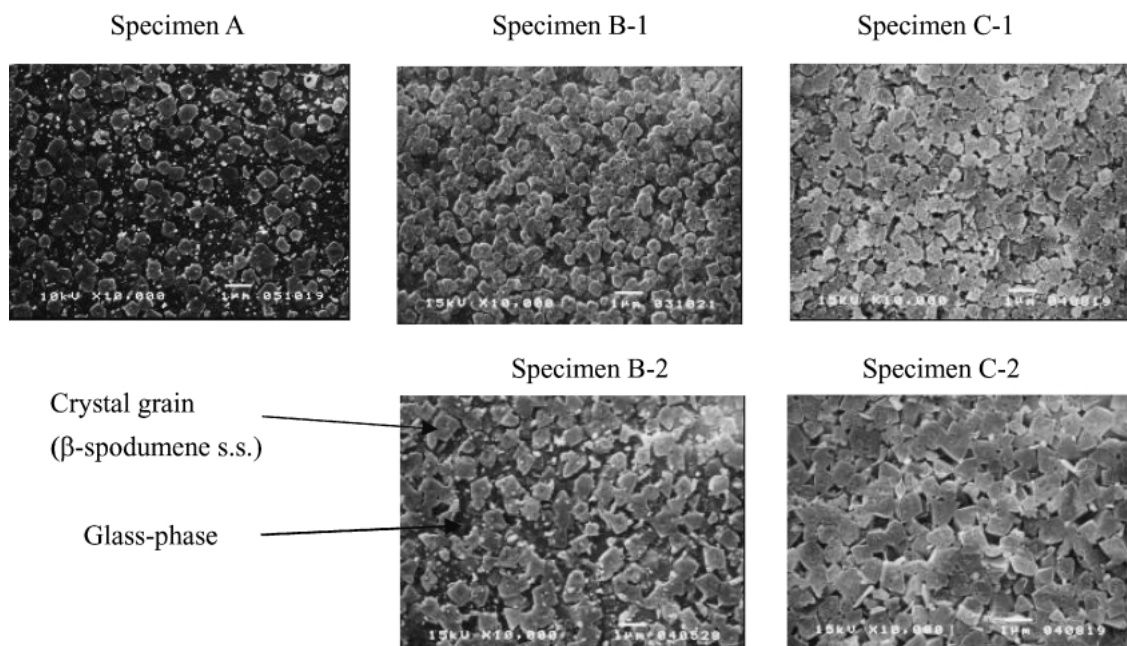 Specimen A
Specimen B-1
Specimen C-1
10kV X10,000 1μm 051019
15kV X10,000 1μm 031021
15kV X10,000 1μm 040819
Specimen B-2
Specimen C-2
Crystal grain
(β-spodumene s.s.)
Glass-phase
15kV X10,000 1μm 040520
15kV X10,000 1μm 040819